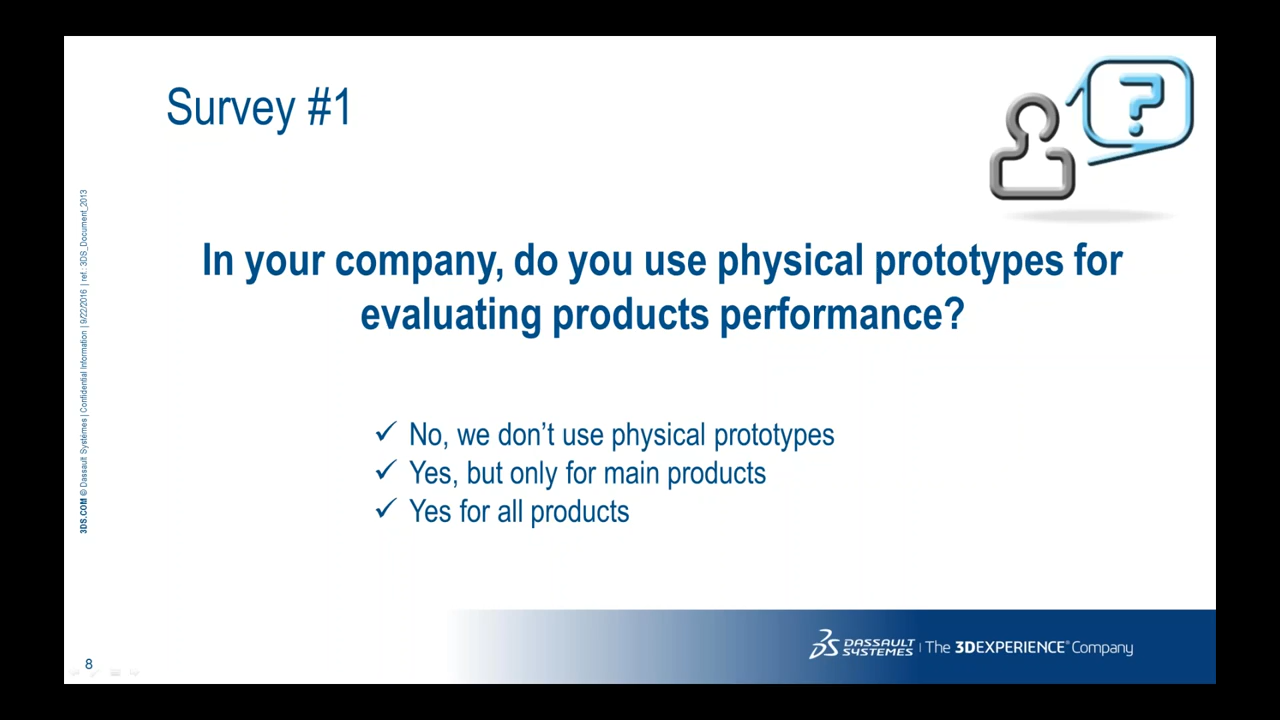 Survey #1
?
In your company, do you use physical prototypes for
evaluating products performance?
✓ No, we don't use physical prototypes
✓ Yes, but only for main products
✓ Yes for all products
3DS.COM © Dassault Systèmes | Confidential Information | 9/22/2016 | ref.: 3DS_Document_2013
8
3DS DASSAULT SYSTEMES | The 3DEXPERIENCE® Company